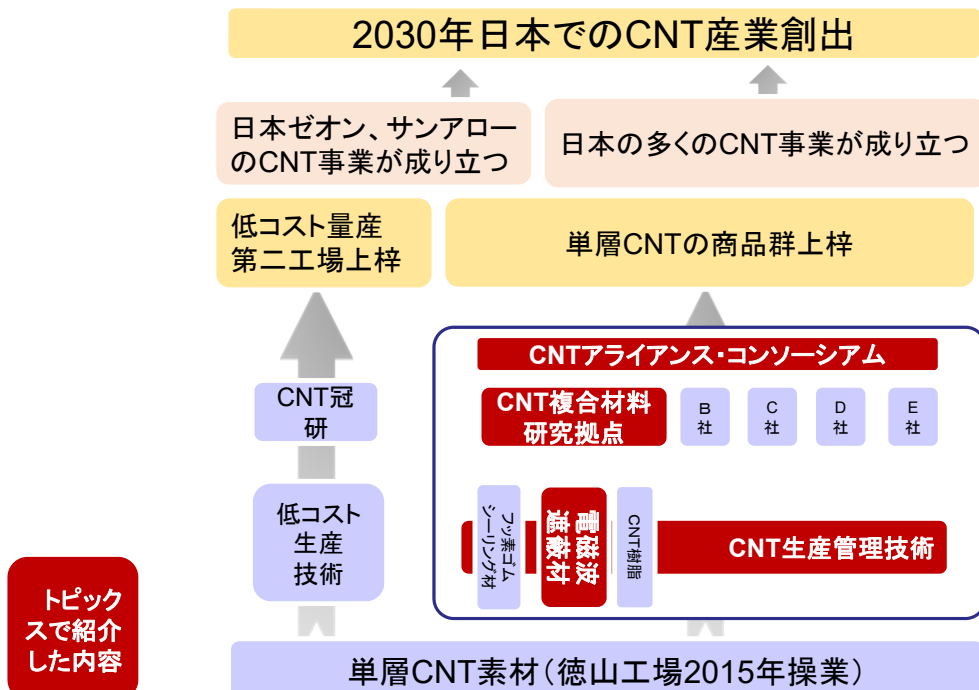 2030年日本でのCNT産業創出
日本ゼオン、サンアロー
のCNT事業が成り立つ
日本の多くのCNT事業が成り立つ
低コスト量産
第二工場上梓
単層CNTの商品群上梓
CNTアライアンス・コンソーシアム
CNT冠
研
CNT複合材料
研究拠点
B
社
C
社
D
社
E
社
低コスト
生産
技術
フッ素ゴム
シーリング材
電磁波
遮蔽材
CNT樹脂
CNT生産管理技術
トピック
スで紹介
した内容
単層CNT素材(徳山工場2015年操業)